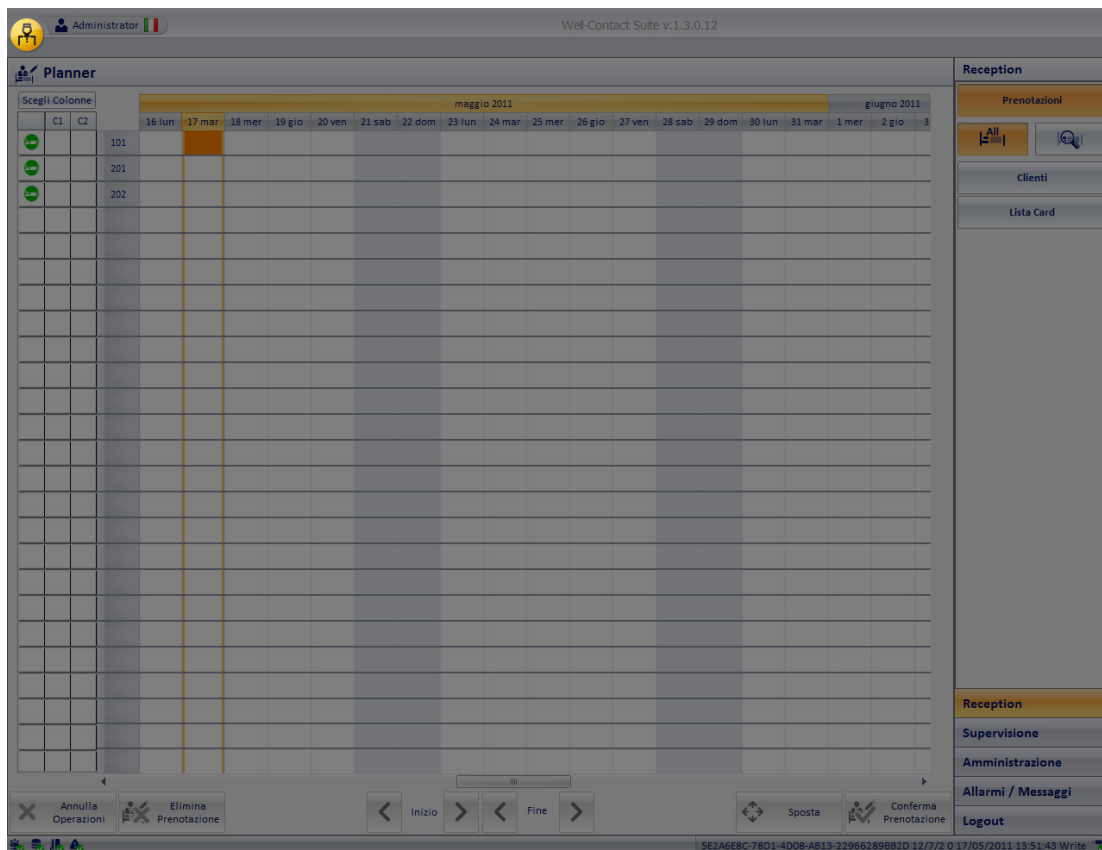 Administrator
Well-Contact Suite v.1.3.0.12
Planner
Reception
Scegli Colonne
maggio 2011
giugno 2011
Prenotazioni
C1 C2
16 lun 17 mar 18 mer 19 gio 20 ven 21 sab 22 dom 23 lun 24 mar 25 mer 26 gio 27 ven 28 sab 29 dom 30 lun 31 mar 1 mer 2 gio 3
All
101
201
202
Clienti
Lista Card
Reception
Supervisione
Amministrazione
Allarmi / Messaggi
Logout
Annulla Operazioni
Elimina Prenotazione
Inizio
Fine
Sposta
Conferma Prenotazione
5E2A6E8C-78D1-4D08-AB13-22966289BB2D 12/7/2 0 17/05/2011 13:51:43 Write